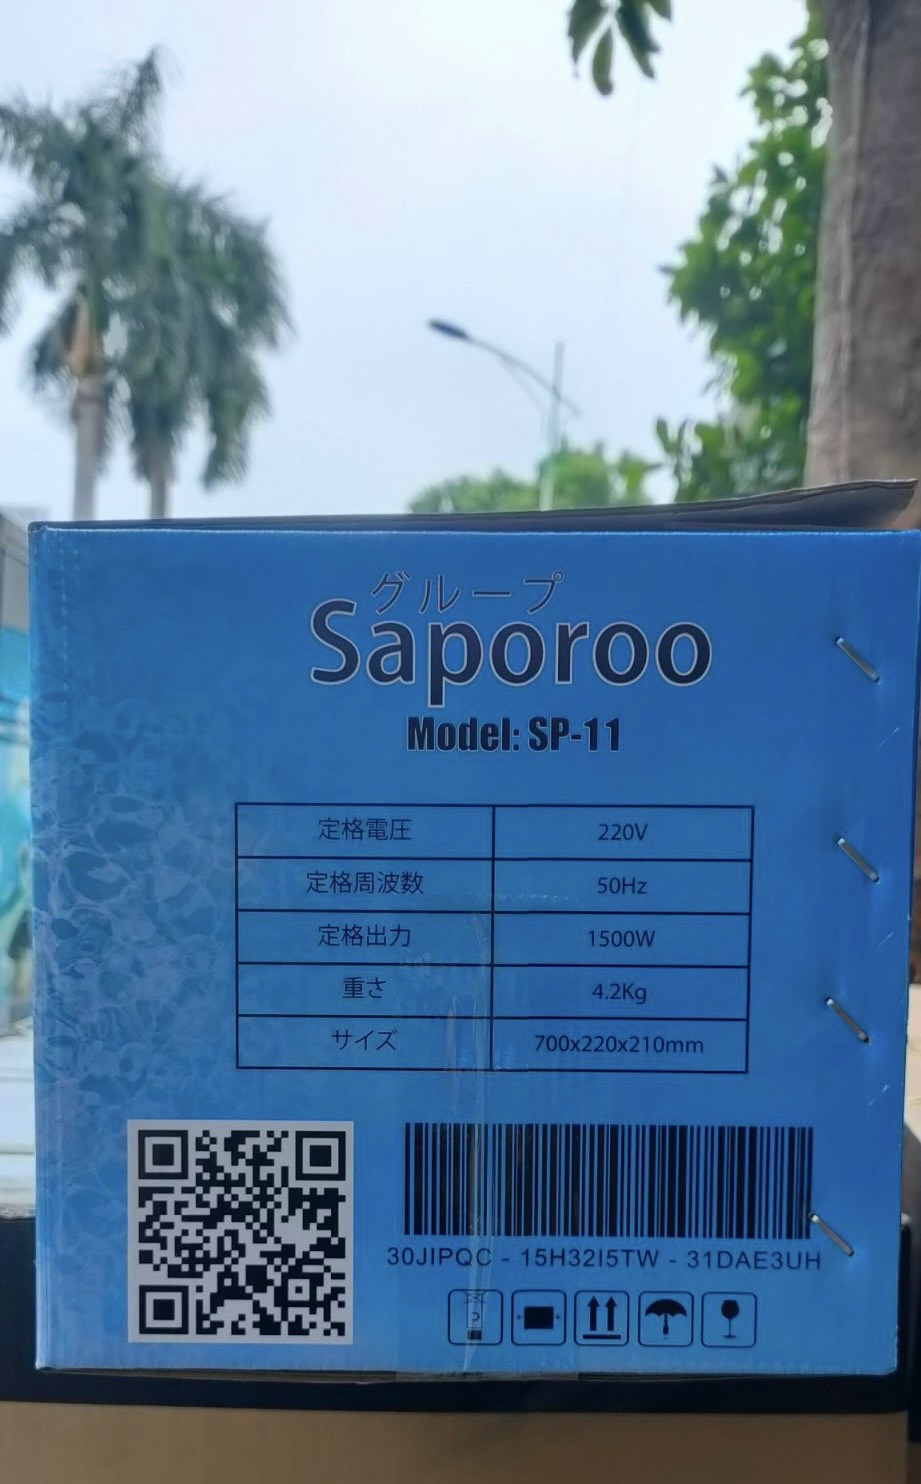 グループ
Saporoo
Model: SP-11
定格電圧 220V
定格周波数 50Hz
定格出力 1500W
重さ 4.2Kg
サイズ 700x220x210mm
30JIPQC - 15H32I5TW - 31DAE3UH